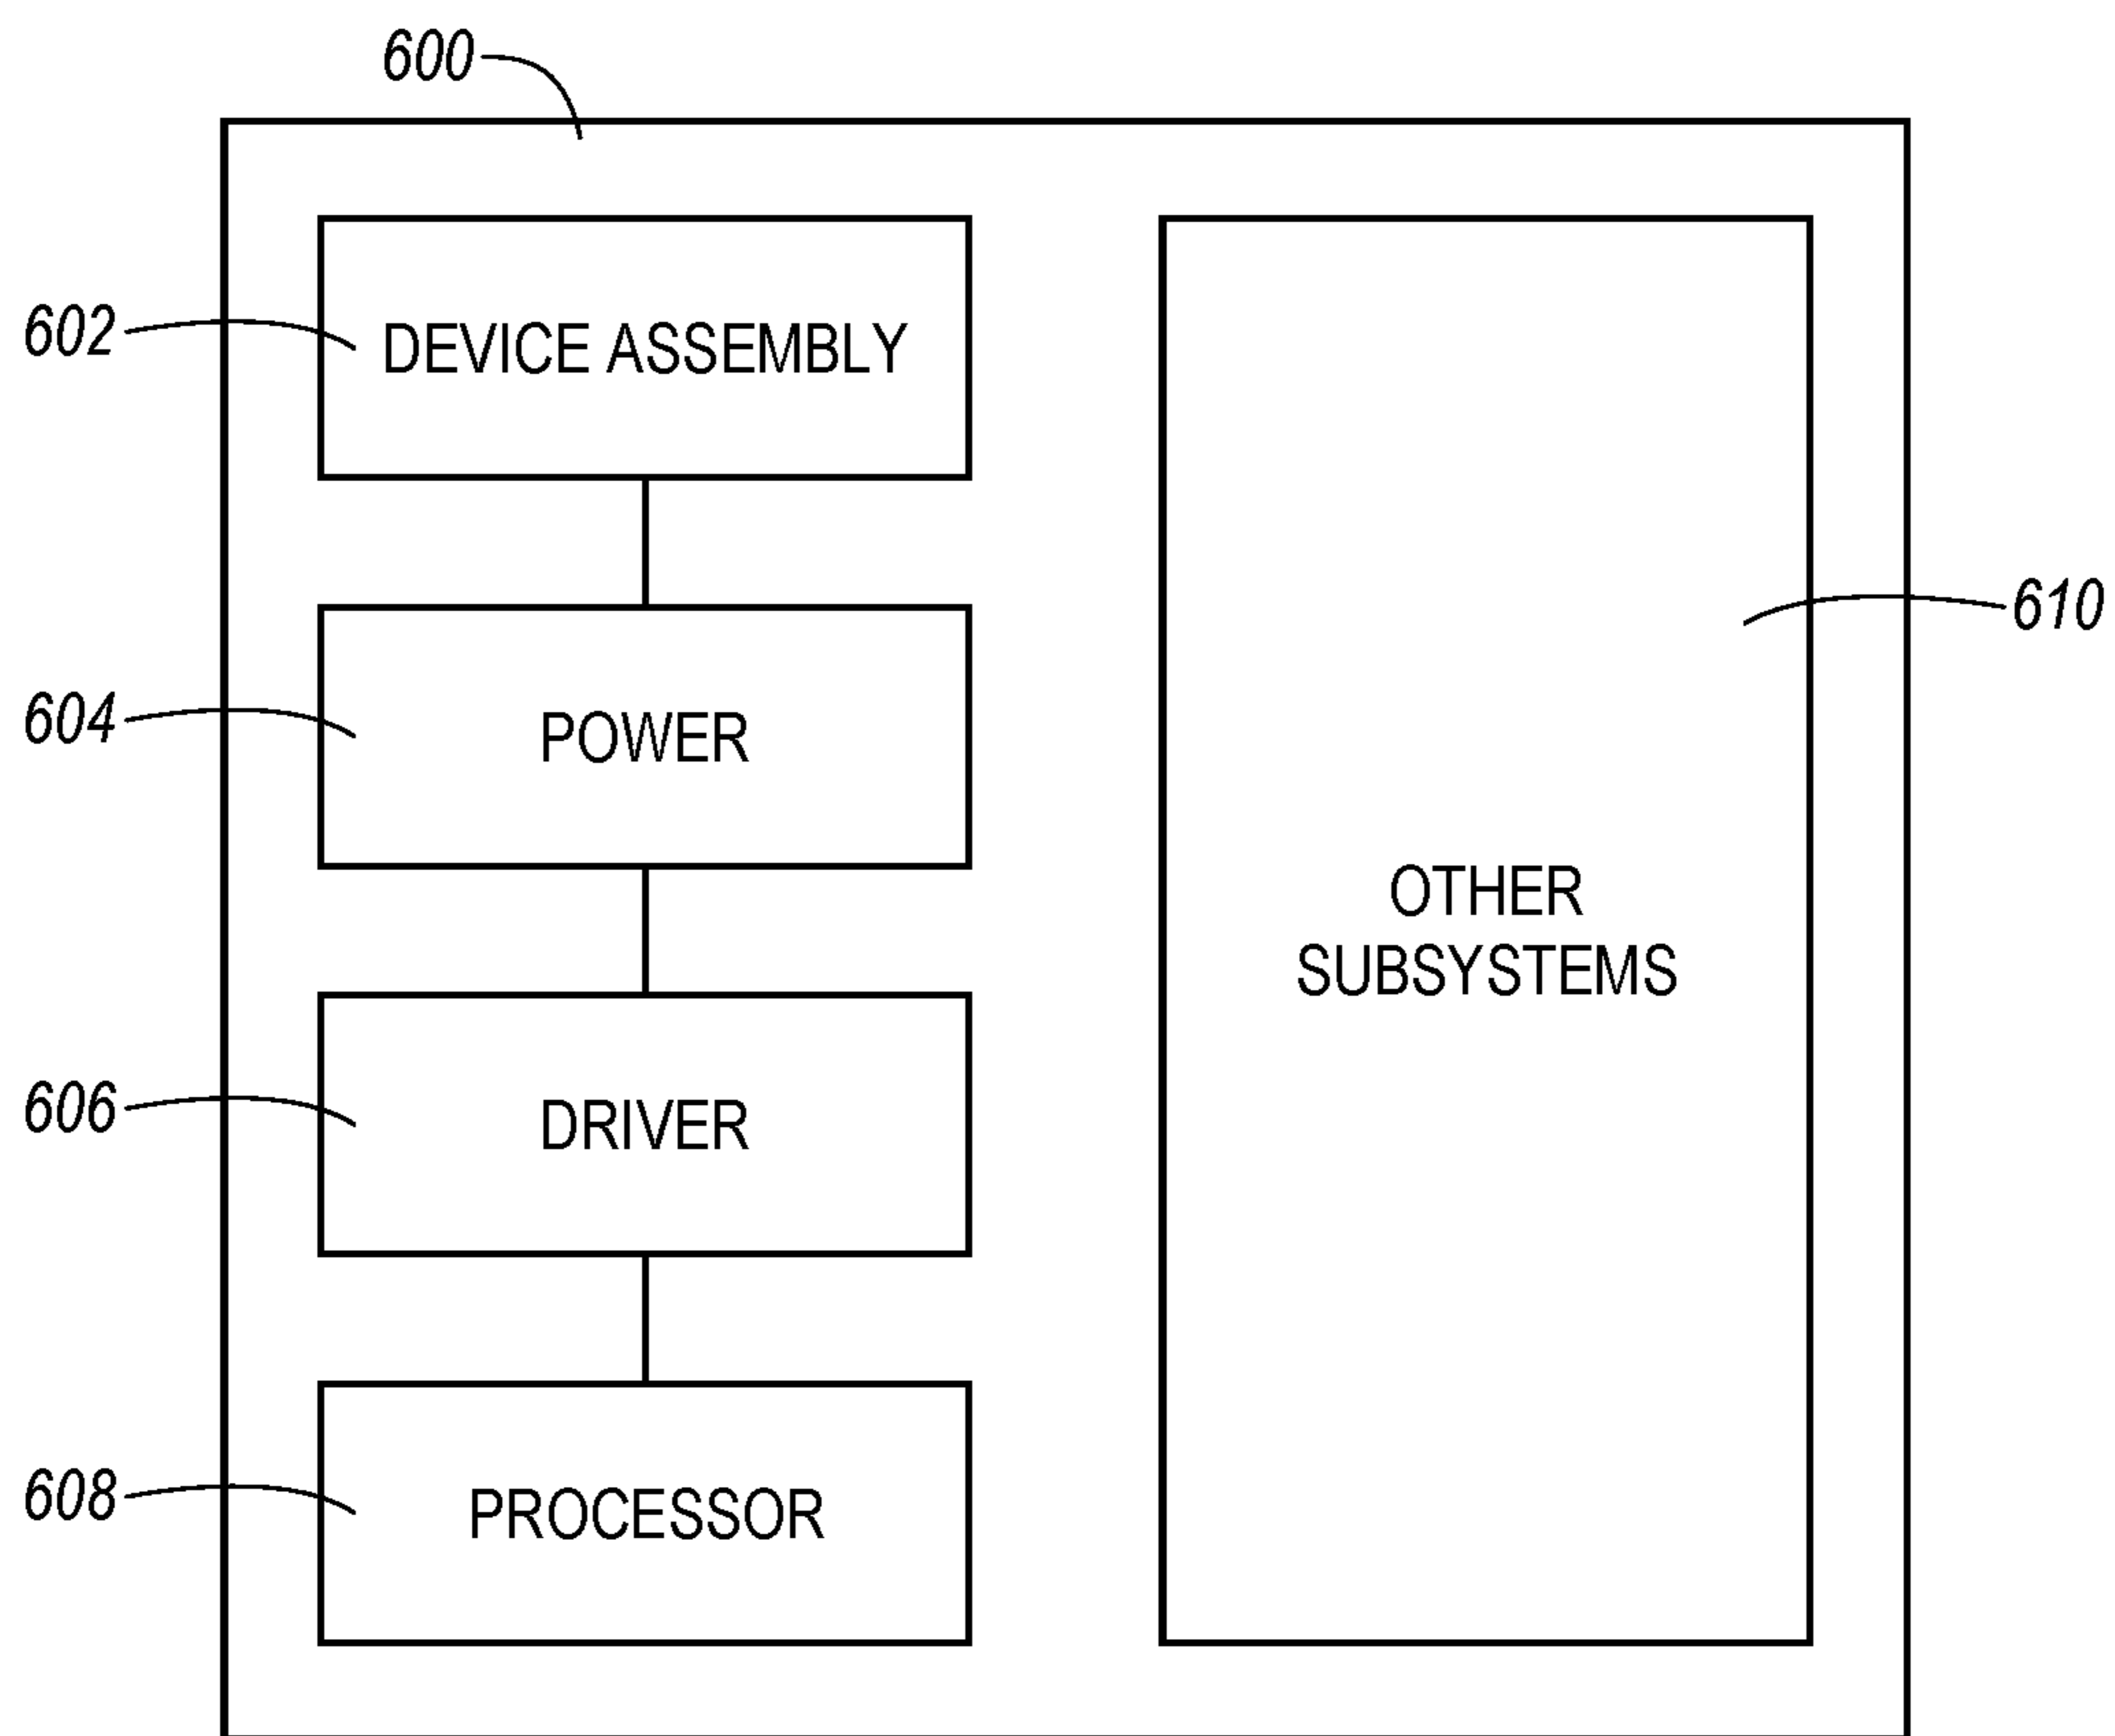 600
602
DEVICE ASSEMBLY
610
604
POWER
OTHER
SUBSYSTEMS
606
DRIVER
608
PROCESSOR